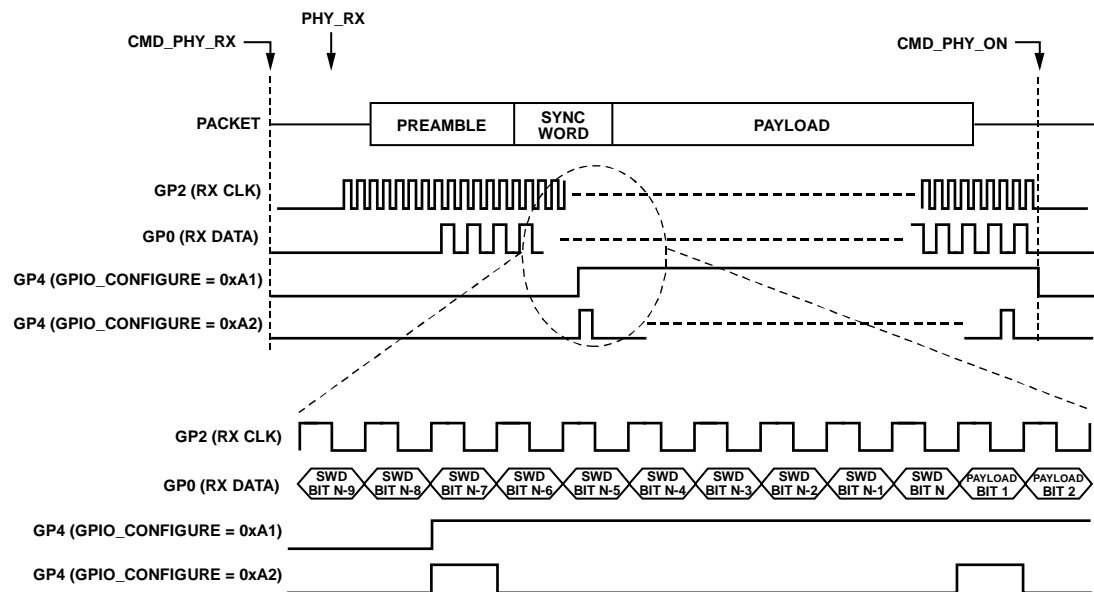 PHY_RX
CMD_PHY_RX
CMD_PHY_ON
PACKET
PREAMBLE
SYNC
WORD
PAYLOAD
GP2 (RX CLK)
GP0 (RX DATA)
GP4 (GPIO_CONFIGURE = 0xA1)
GP4 (GPIO_CONFIGURE = 0xA2)
GP2 (RX CLK)
GP0 (RX DATA)
SWD
BIT N-9
SWD
BIT N-8
SWD
BIT N-7
SWD
BIT N-6
SWD
BIT N-5
SWD
BIT N-4
SWD
BIT N-3
SWD
BIT N-2
SWD
BIT N-1
SWD
BIT N
PAYLOAD
BIT 1
PAYLOAD
BIT 2
GP4 (GPIO_CONFIGURE = 0xA1)
GP4 (GPIO_CONFIGURE = 0xA2)